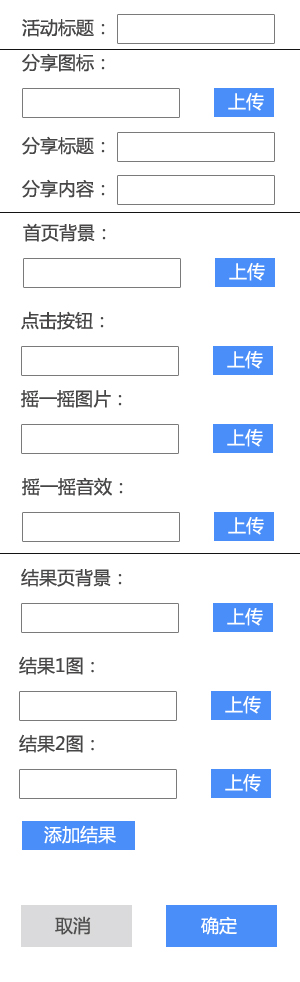 活动标题：
分享图标：
上传
分享标题：
分享内容：
首页背景：
上传
点击按钮：
上传
摇一摇图片：
上传
摇一摇音效：
上传
结果页背景：
上传
结果1图：
上传
结果2图：
上传
添加结果
取消 确定